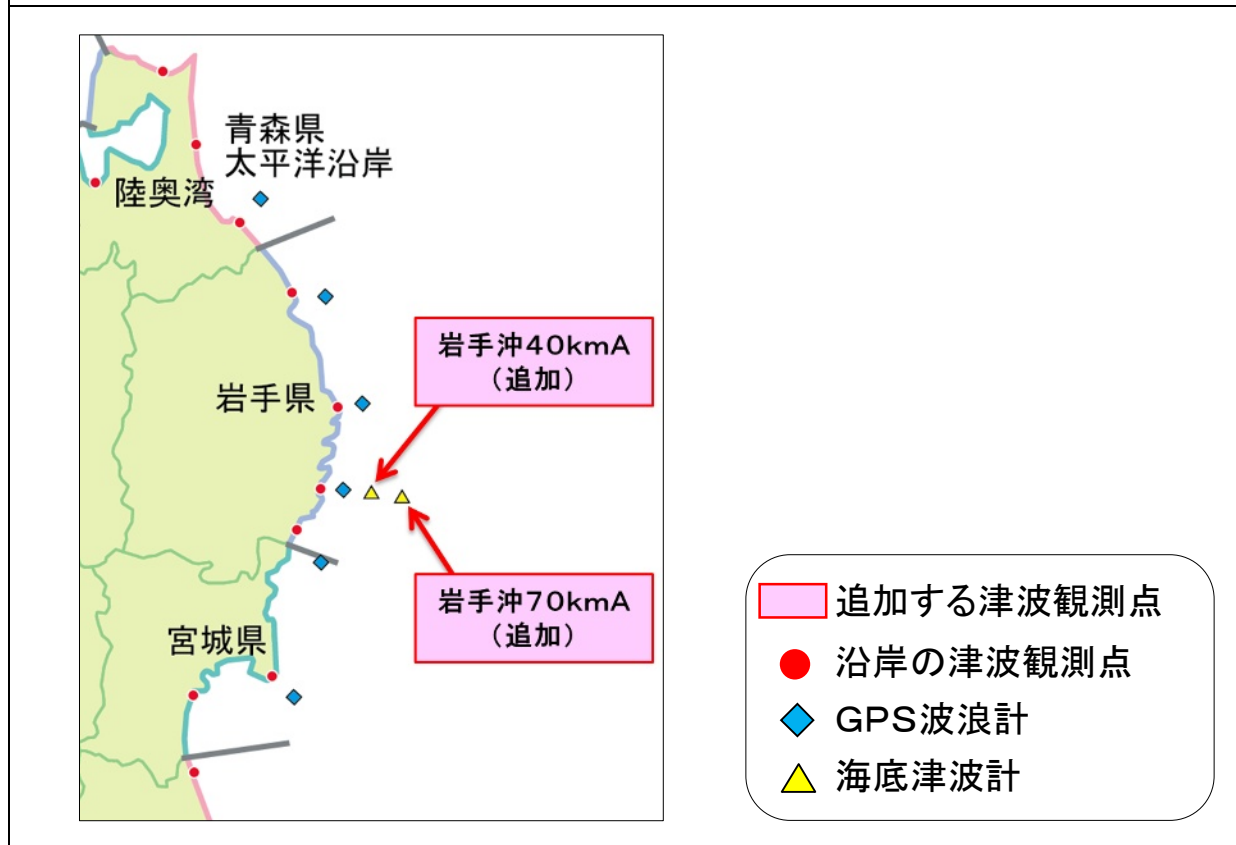 青森県
太平洋沿岸
陸奥湾
岩手沖40kmA
（追加）
岩手県
岩手沖70kmA
（追加）
宮城県
追加する津波観測点
沿岸の津波観測点
GPS波浪計
海底津波計